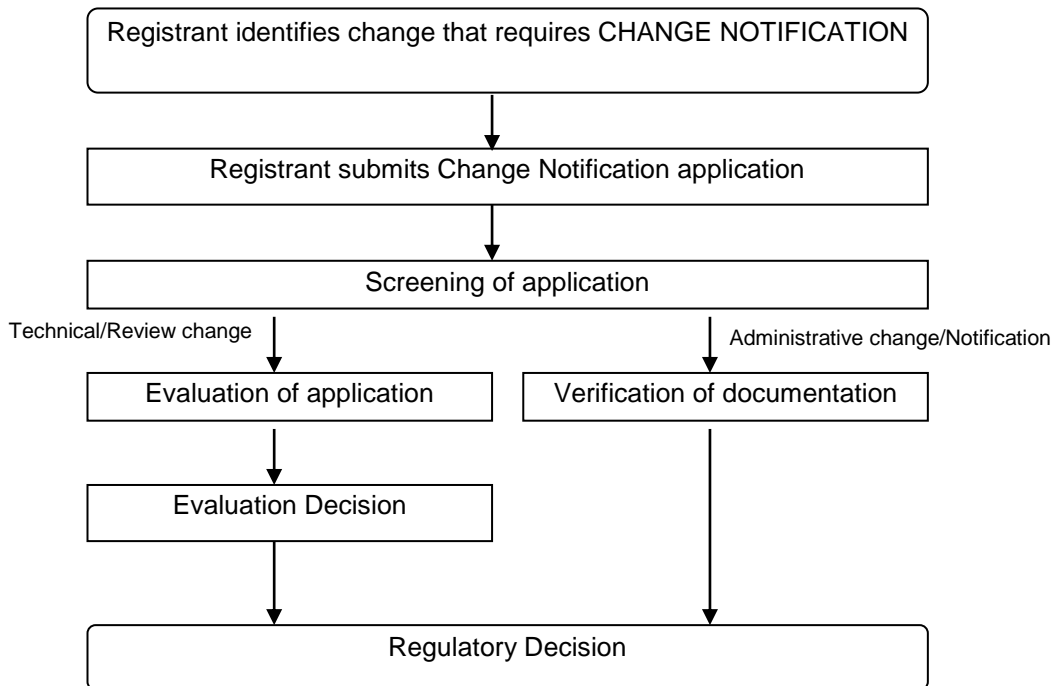 Registrant identifies change that requires CHANGE NOTIFICATION
Registrant submits Change Notification application
Screening of application
Technical/Review change
Administrative change/Notification
Evaluation of application
Verification of documentation
Evaluation Decision
Regulatory Decision